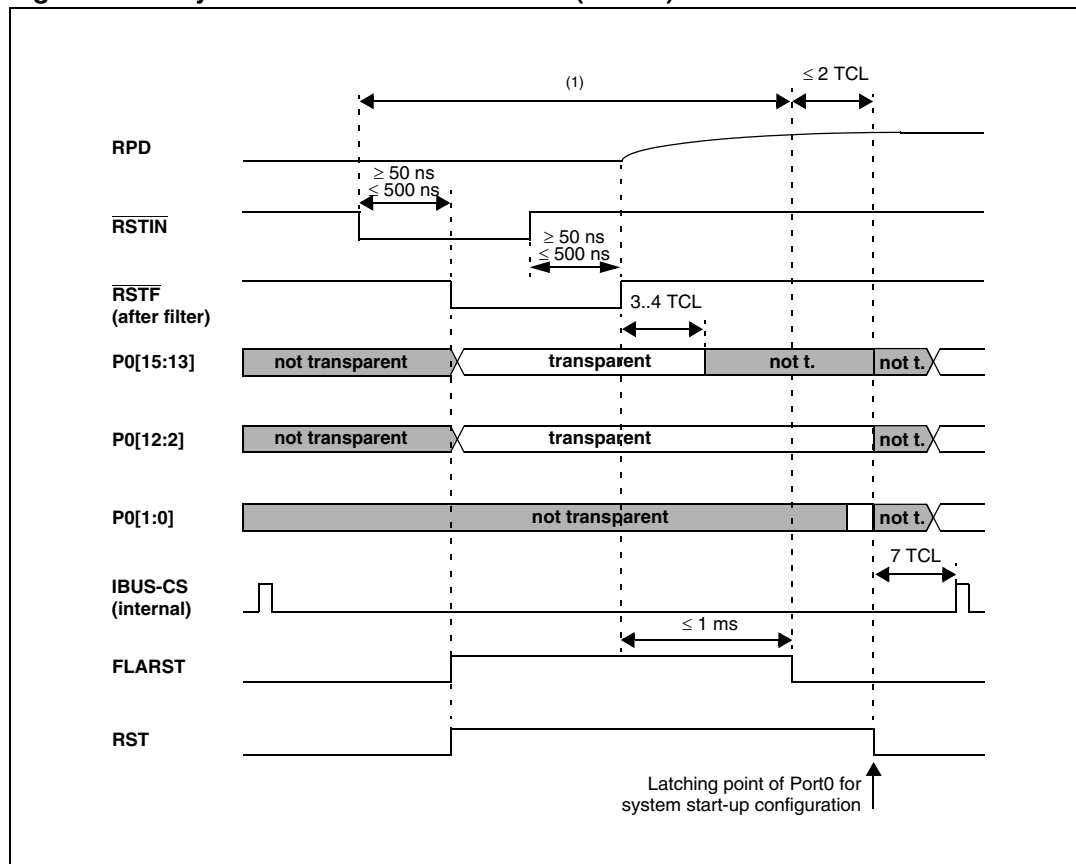 (1)
≤ 2 TCL
RPD
≥ 50 ns
≤ 500 ns
RSTIN
≥ 50 ns
≤ 500 ns
RSTF
(after filter)
3..4 TCL
P0[15:13] not transparent transparent not t. not t.
P0[12:2] not transparent transparent not t.
P0[1:0] not transparent not t.
7 TCL
IBUS-CS
(internal)
≤ 1 ms
FLARST
RST
Latching point of Port0 for
system start-up configuration